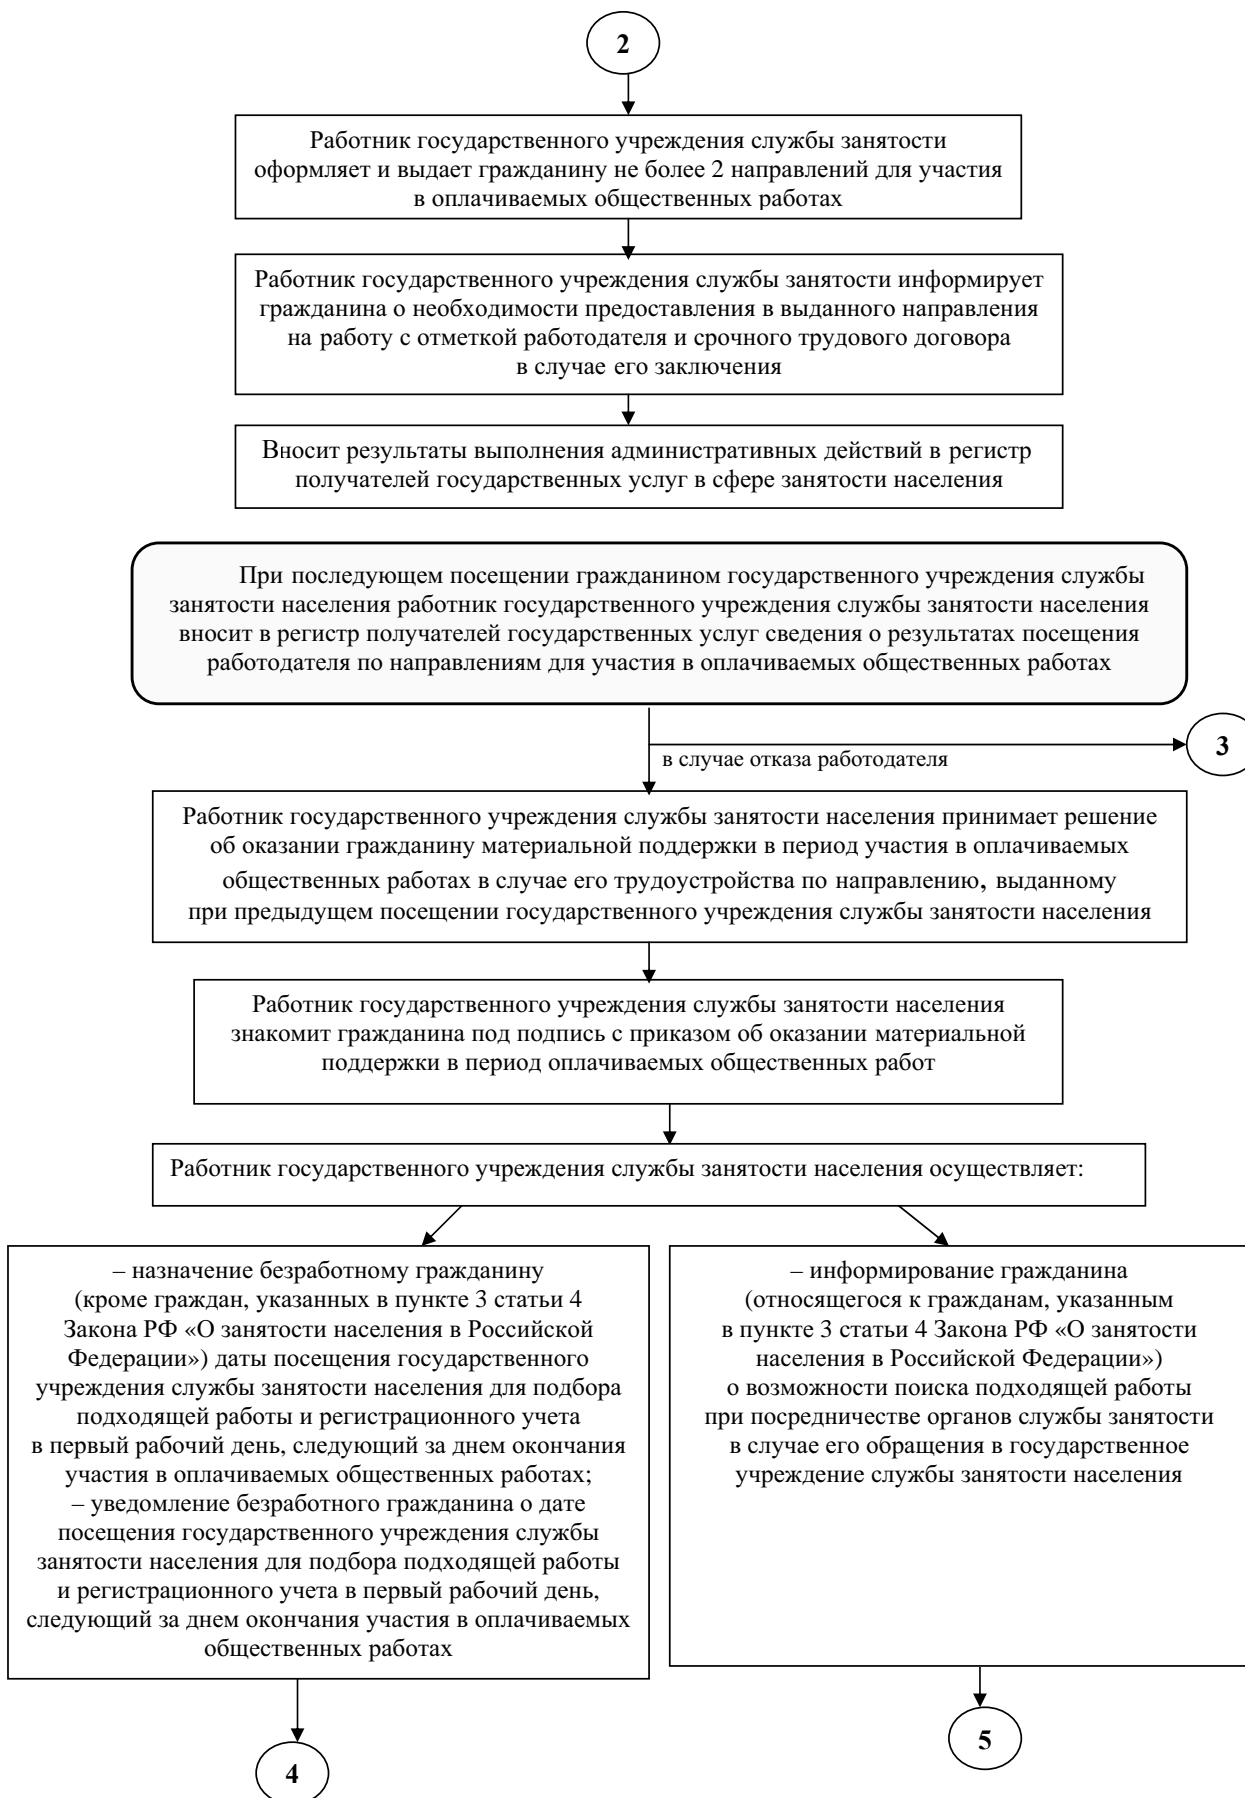 2
Работник государственного учреждения службы занятости
оформляет и выдает гражданину не более 2 направлений для участия
в оплачиваемых общественных работах
Работник государственного учреждения службы занятости информирует
гражданина о необходимости предоставления в выданного направления
на работу с отметкой работодателя и срочного трудового договора
в случае его заключения
Вносит результаты выполнения административных действий в регистр
получателей государственных услуг в сфере занятости населения
При последующем посещении гражданином государственного учреждения службы
занятости населения работник государственного учреждения службы занятости населения
вносит в регистр получателей государственных услуг сведения о результатах посещения
работодателя по направлениям для участия в оплачиваемых общественных работах
3
в случае отказа работодателя
Работник государственного учреждения службы занятости населения принимает решение
об оказании гражданину материальной поддержки в период участия в оплачиваемых
общественных работах в случае его трудоустройства по направлению, выданному
при предыдущем посещении государственного учреждения службы занятости населения
Работник государственного учреждения службы занятости населения
знакомит гражданина под подпись с приказом об оказании материальной
поддержки в период оплачиваемых общественных работ
Работник государственного учреждения службы занятости населения осуществляет:
– назначение безработному гражданину
(кроме граждан, указанных в пункте 3 статьи 4
Закона РФ «О занятости населения в Российской
Федерации») даты посещения государственного
учреждения службы занятости населения для подбора
подходящей работы и регистрационного учета
в первый рабочий день, следующий за днем окончания
участия в оплачиваемых общественных работах;
– уведомление безработного гражданина о дате
посещения государственного учреждения службы
занятости населения для подбора подходящей работы
и регистрационного учета в первый рабочий день,
следующий за днем окончания участия в оплачиваемых
общественных работах
– информирование гражданина
(относящегося к гражданам, указанным
в пункте 3 статьи 4 Закона РФ «О занятости
населения в Российской Федерации»)
о возможности поиска подходящей работы
при посредничестве органов службы занятости
в случае его обращения в государственное
учреждение службы занятости населения
4
5